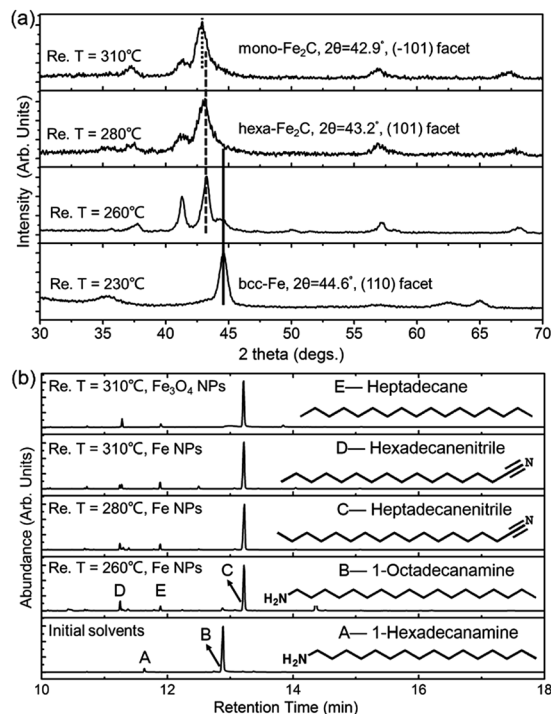 (a)
Re. T = 310℃
mono-Fe₂C, 2θ=42.9°, (-101) facet
Re. T = 280℃
hexa-Fe₂C, 2θ=43.2°, (101) facet
Re. T = 260℃
Re. T = 230℃
bcc-Fe, 2θ=44.6°, (110) facet
Intensity (Arb. Units)
30 35 40 45 50 55 60 65 70
2 theta (degs.)
(b)
Re. T = 310℃, Fe₃O₄ NPs
E— Heptadecane
Re. T = 310℃, Fe NPs
D— Hexadecanenitrile
N
Re. T = 280℃, Fe NPs
C— Heptadecanenitrile
N
Re. T = 260℃, Fe NPs
C
B— 1-Octadecanamine
D E
H₂N
Initial solvents
B
A— 1-Hexadecanamine
A
H₂N
Abundance (Arb. Units)
10 12 14 16 18
Retention Time (min)